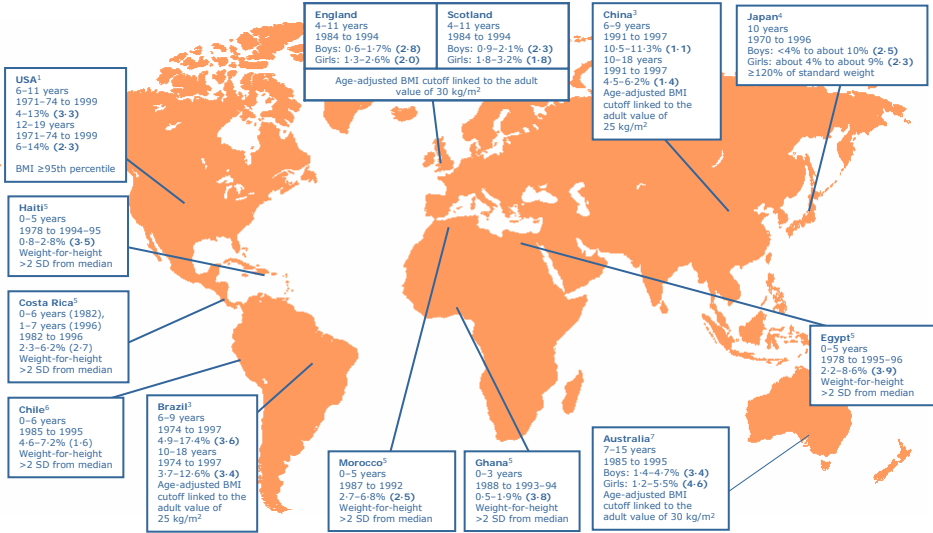 England
4–11 years
1984 to 1994
Boys: 0·6–1·7% (2·8)
Girls: 1·3–2·6% (2·0)
Scotland
4–11 years
1984 to 1994
Boys: 0·9–2·1% (2·3)
Girls: 1·8–3·2% (1·8)
Age-adjusted BMI cutoff linked to the adult
value of 30 kg/m²
China³
6–9 years
1991 to 1997
10·5–11·3% (1·1)
10–18 years
1991 to 1997
4·5–6·2% (1·4)
Age-adjusted BMI
cutoff linked to the
adult value of
25 kg/m²
Japan⁴
10 years
1970 to 1996
Boys: <4% to about 10% (2·5)
Girls: about 4% to about 9% (2·3)
≥120% of standard weight
USA¹
6–11 years
1971–74 to 1999
4–13% (3·3)
12–19 years
1971–74 to 1999
6–14% (2·3)
BMI ≥95th percentile
Haiti⁵
0–5 years
1978 to 1994–95
0·8–2·8% (3·5)
Weight-for-height
>2 SD from median
Costa Rica⁵
0–6 years (1982),
1–7 years (1996)
1982 to 1996
2·3–6·2% (2·7)
Weight-for-height
>2 SD from median
Chile⁶
0–6 years
1985 to 1995
4·6–7·2% (1·6)
Weight-for-height
>2 SD from median
Brazil³
6–9 years
1974 to 1997
4·9–17·4% (3·6)
10–18 years
1974 to 1997
3·7–12·6% (3·4)
Age-adjusted BMI
cutoff linked to the
adult value of
25 kg/m²
Morocco⁵
0–5 years
1987 to 1992
2·7–6·8% (2·5)
Weight-for-height
>2 SD from median
Ghana⁵
0–3 years
1988 to 1993–94
0·5–1·9% (3·8)
Weight-for-height
>2 SD from median
Australia⁷
7–15 years
1985 to 1995
Boys: 1·4–4·7% (3·4)
Girls: 1·2–5·5% (4·6)
Age-adjusted BMI
cutoff linked to the
adult value of 30 kg/m²
Egypt⁵
0–5 years
1978 to 1995–96
2·2–8·6% (3·9)
Weight-for-height
>2 SD from median